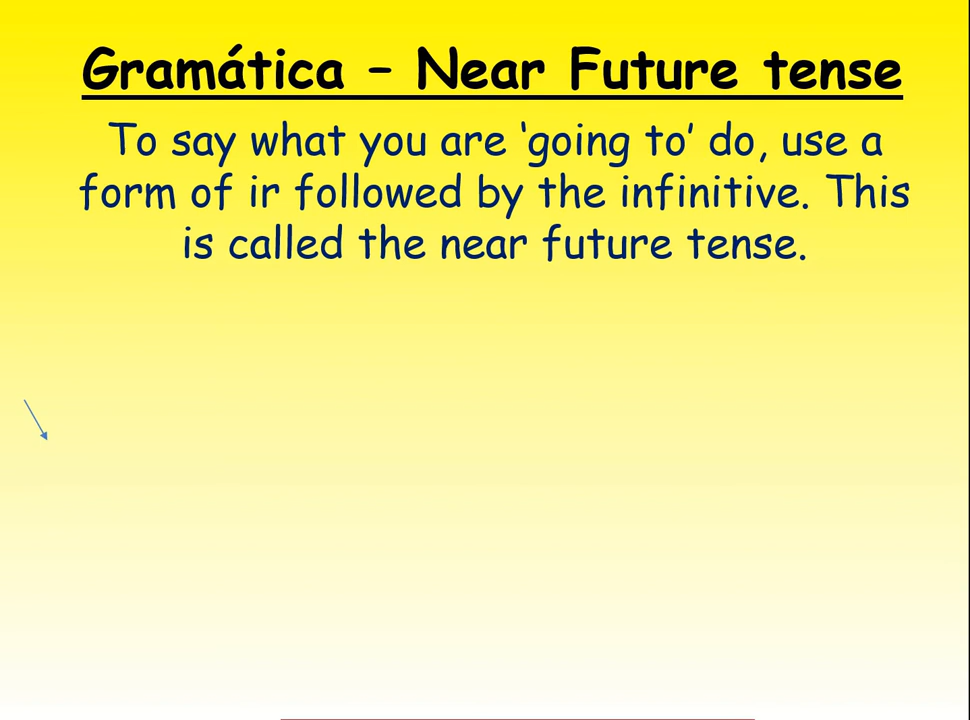 Gramática – Near Future tense
To say what you are ‘going to’ do, use a
form of ir followed by the infinitive. This
is called the near future tense.